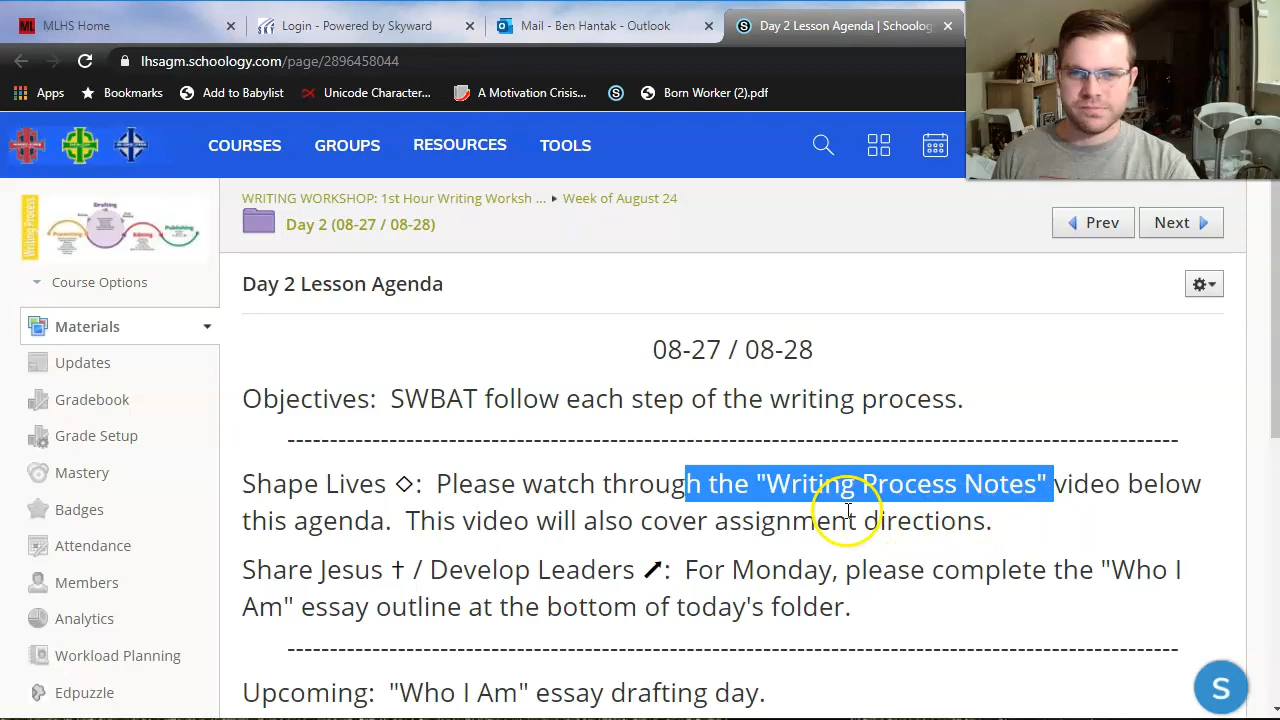 MLHS Home
Login - Powered by Skyward
Mail - Ben Hantak - Outlook
Day 2 Lesson Agenda | Schoolog
lhsagm.schoology.com/page/2896458044
Apps
Bookmarks
Add to Babylist
Unicode Character...
A Motivation Crisis...
Born Worker (2).pdf
COURSES
GROUPS
RESOURCES
TOOLS
Writing Process
Drafting
Publishing
WRITING WORKSHOP: 1st Hour Writing Worksh ...
Week of August 24
Day 2 (08-27 / 08-28)
Prev
Next
Course Options
Materials
Updates
Gradebook
Grade Setup
Mastery
Badges
Attendance
Members
Analytics
Workload Planning
Edpuzzle
Day 2 Lesson Agenda
08-27 / 08-28
Objectives:  SWBAT follow each step of the writing process.
--------------------------------------------------------------------------------
Shape Lives ◇:  Please watch through the "Writing Process Notes" video below
this agenda.  This video will also cover assignment directions.
Share Jesus † / Develop Leaders ➚:  For Monday, please complete the "Who I
Am" essay outline at the bottom of today's folder.
--------------------------------------------------------------------------------
Upcoming:  "Who I Am" essay drafting day.
S